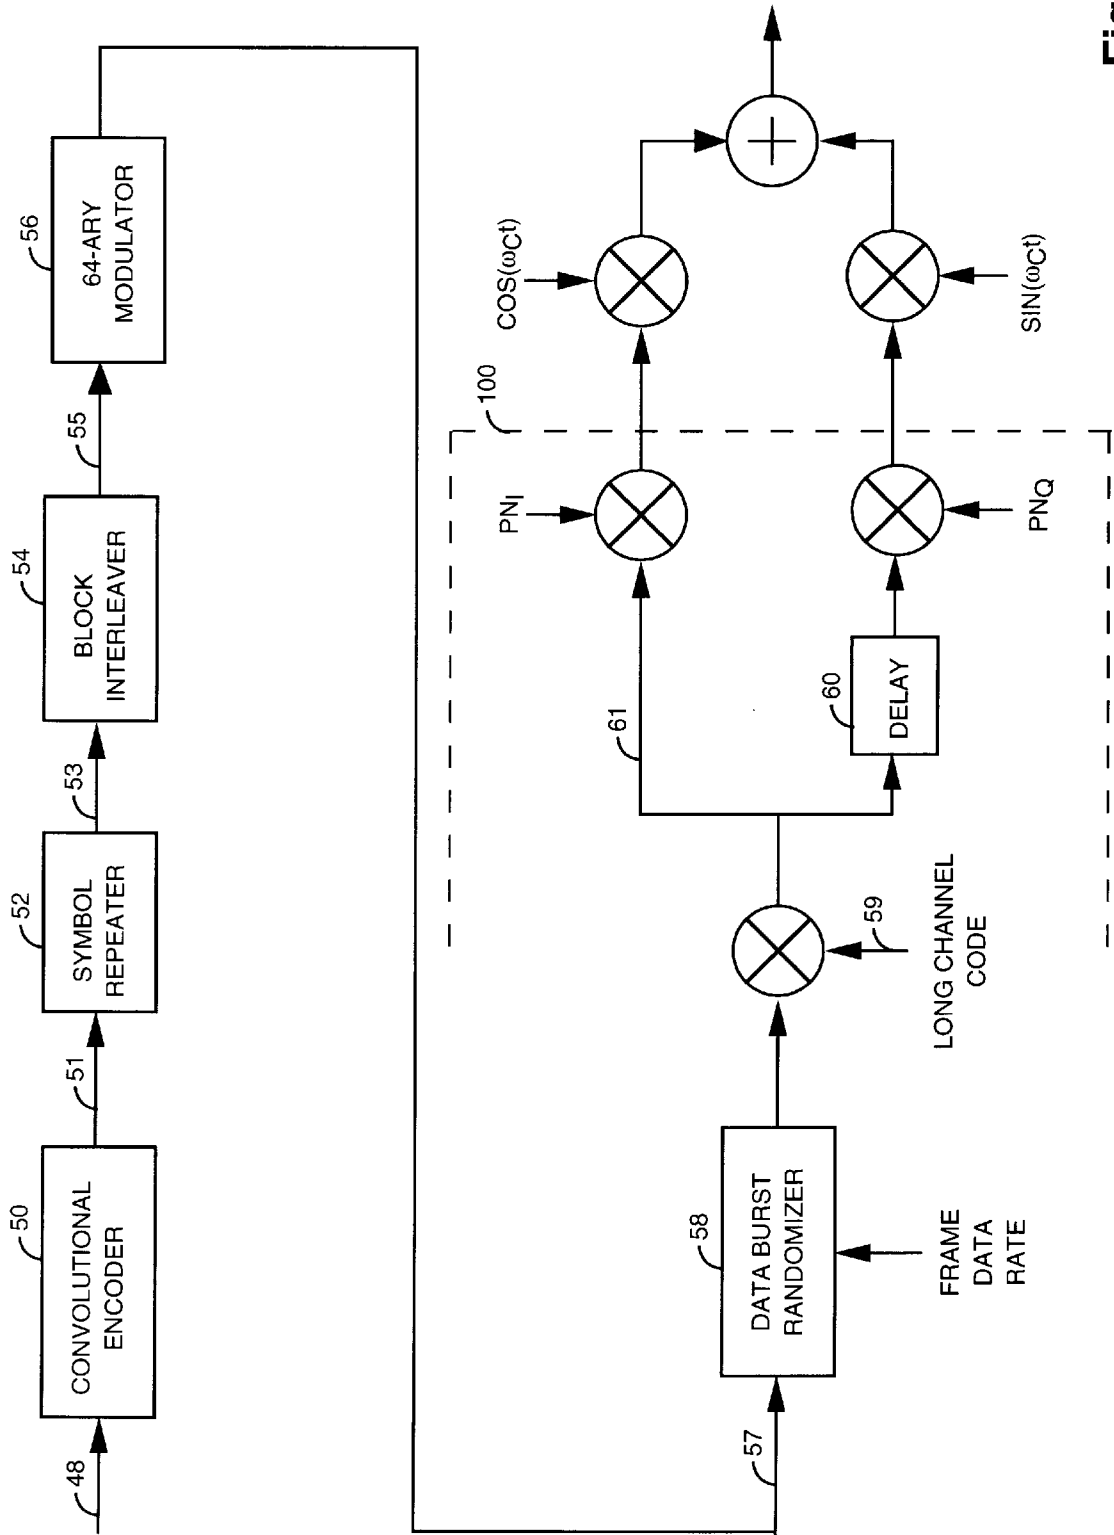 48
50
CONVOLUTIONAL
ENCODER
51
52
SYMBOL
REPEATER
53
54
BLOCK
INTERLEAVER
55
56
64-ARY
MODULATOR
57
58
DATA BURST
RANDOMIZER
FRAME
DATA
RATE
59
LONG CHANNEL
CODE
61
60
DELAY
PNI
PNQ
100
COS(ωCt)
SIN(ωCt)